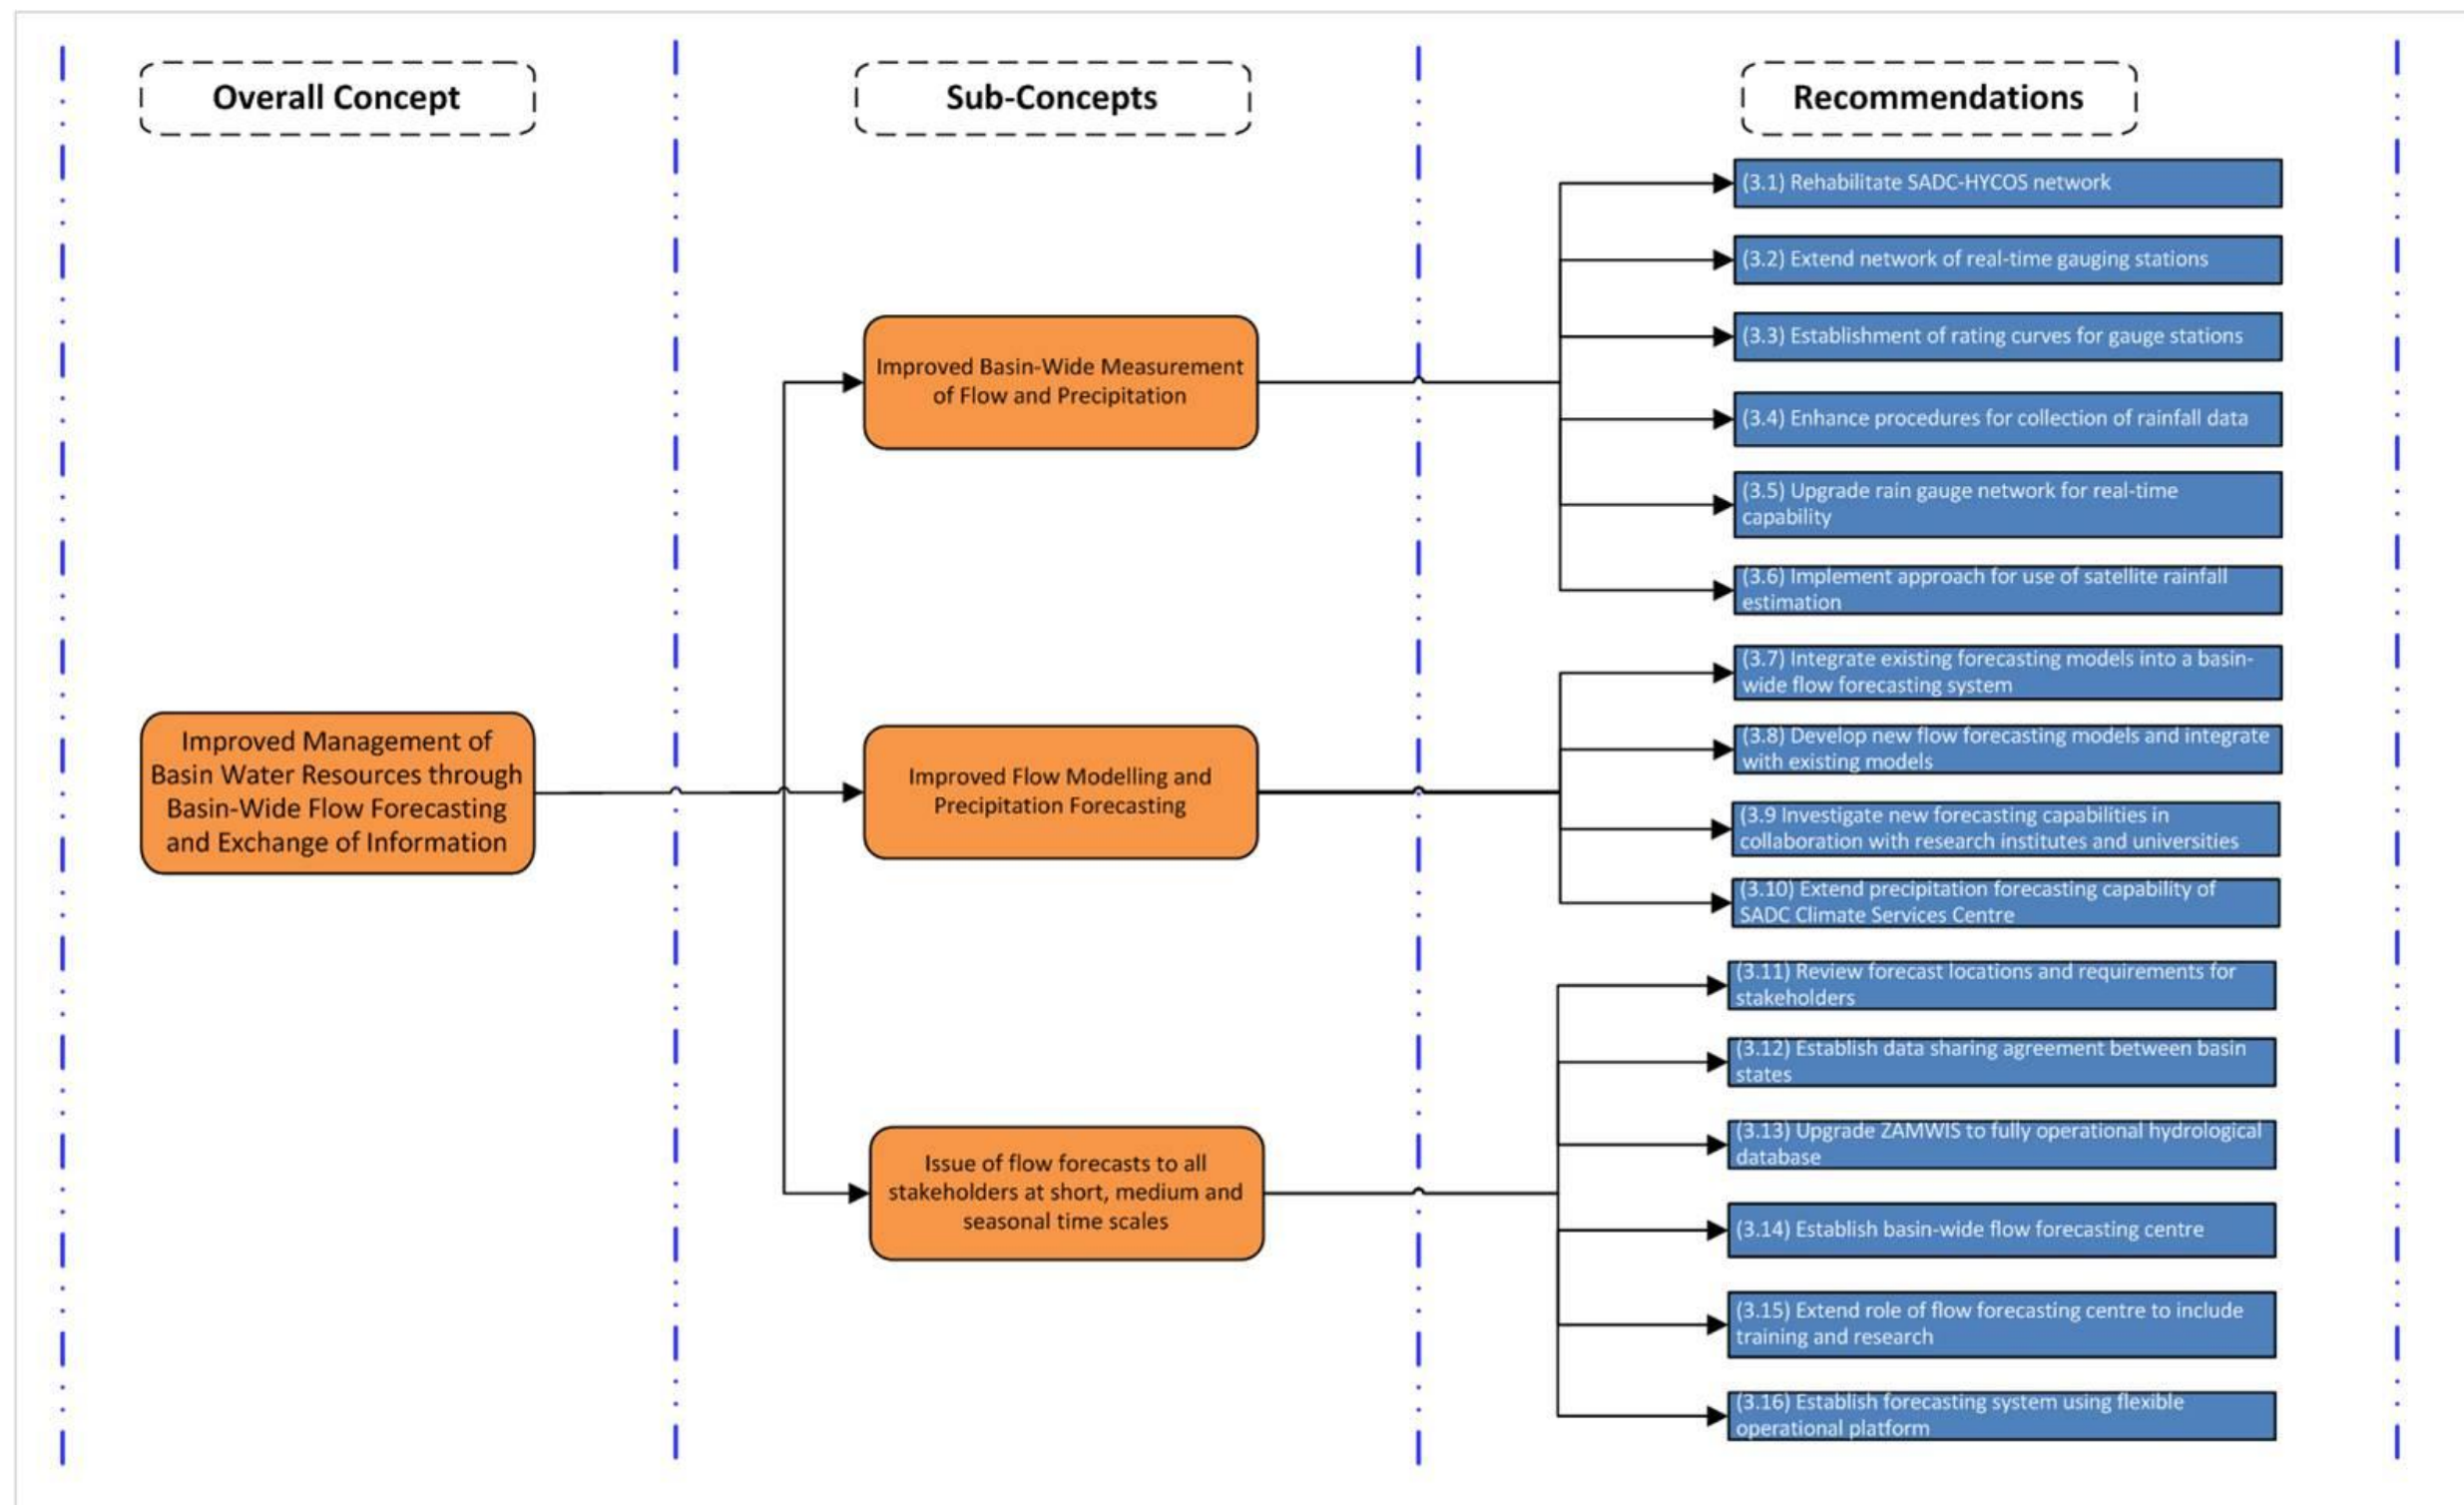 Overall Concept
Sub-Concepts
Recommendations
Improved Management of
Basin Water Resources through
Basin-Wide Flow Forecasting
and Exchange of Information
Improved Basin-Wide Measurement
of Flow and Precipitation
Improved Flow Modelling and
Precipitation Forecasting
Issue of flow forecasts to all
stakeholders at short, medium and
seasonal time scales
(3.1) Rehabilitate SADC-HYCOS network
(3.2) Extend network of real-time gauging stations
(3.3) Establishment of rating curves for gauge stations
(3.4) Enhance procedures for collection of rainfall data
(3.5) Upgrade rain gauge network for real-time
capability
(3.6) Implement approach for use of satellite rainfall
estimation
(3.7) Integrate existing forecasting models into a basin-
wide flow forecasting system
(3.8) Develop new flow forecasting models and integrate
with existing models
(3.9 Investigate new forecasting capabilities in
collaboration with research institutes and universities
(3.10) Extend precipitation forecasting capability of
SADC Climate Services Centre
(3.11) Review forecast locations and requirements for
stakeholders
(3.12) Establish data sharing agreement between basin
states
(3.13) Upgrade ZAMWIS to fully operational hydrological
database
(3.14) Establish basin-wide flow forecasting centre
(3.15) Extend role of flow forecasting centre to include
training and research
(3.16) Establish forecasting system using flexible
operational platform